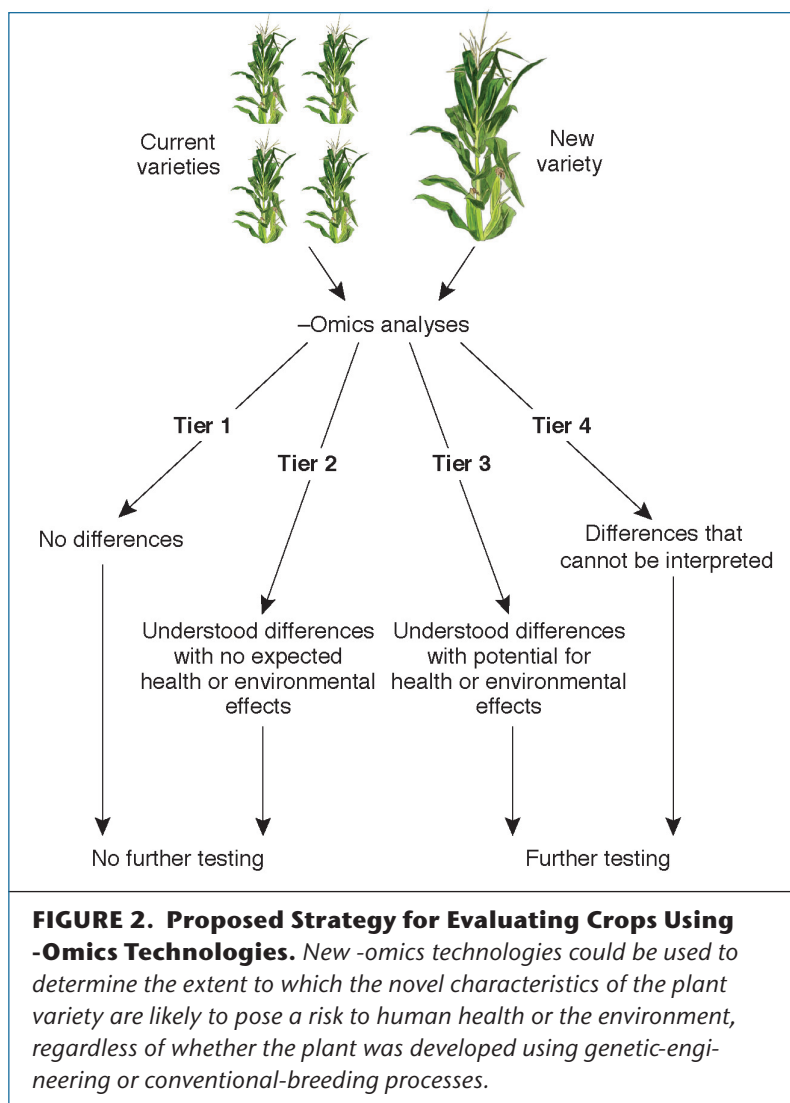 Current
varieties
New
variety
–Omics analyses
Tier 1
Tier 4
Tier 2
Tier 3
No differences
Differences that
cannot be interpreted
Understood differences
with no expected
health or environmental
effects
Understood differences
with potential for
health or environmental
effects
No further testing
Further testing
FIGURE 2. Proposed Strategy for Evaluating Crops Using
-Omics Technologies. New -omics technologies could be used to
determine the extent to which the novel characteristics of the plant
variety are likely to pose a risk to human health or the environment,
regardless of whether the plant was developed using genetic-engi-
neering or conventional-breeding processes.